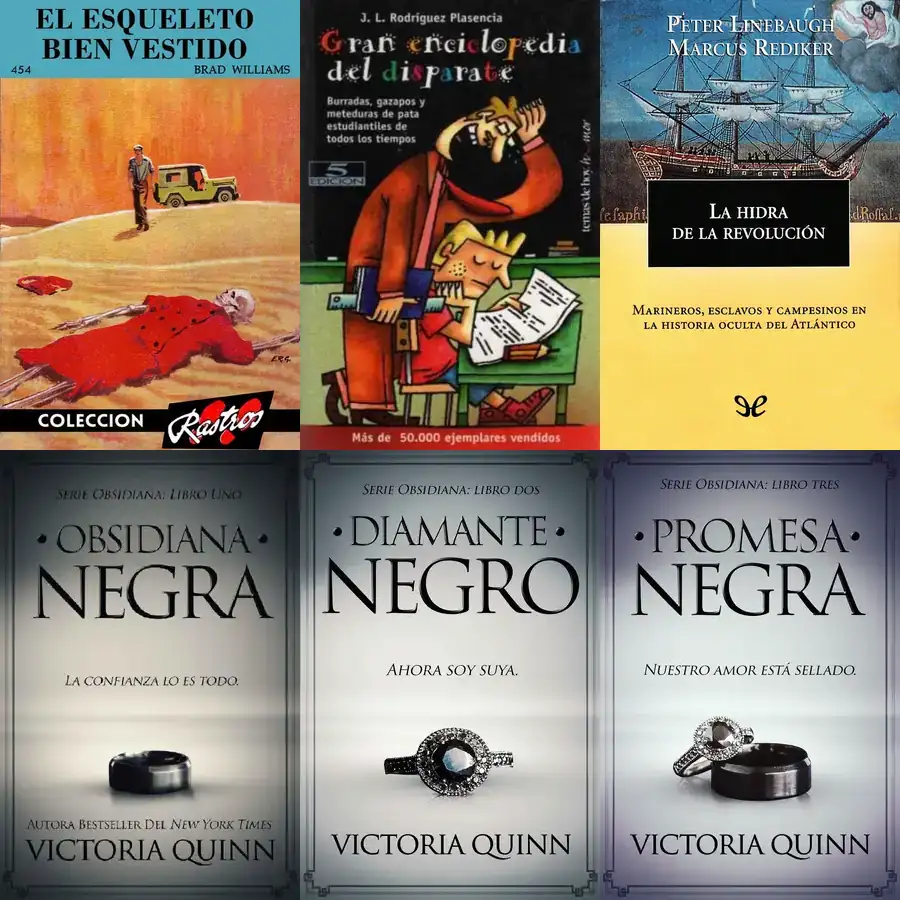 EL ESQUELETO
BIEN VESTIDO
454
BRAD WILLIAMS
E.R.G.
COLECCION
Rastros
J. L. Rodríguez Plasencia
Gran enciclopedia
del disparate
Burradas, gazapos y
meteduras de pata
estudiantiles de
todos los tiempos
5
EDICION
temas de hoy humor
Más de 50.000 ejemplares vendidos
PETER LINEBAUGH
MARCUS REDIKER
LA HIDRA
DE LA REVOLUCIÓN
MARINEROS, ESCLAVOS Y CAMPESINOS EN
LA HISTORIA OCULTA DEL ATLÁNTICO
SERIE OBSIDIANA: LIBRO UNO
• OBSIDIANA •
NEGRA
LA CONFIANZA LO ES TODO.
AUTORA BESTSELLER DEL NEW YORK TIMES
VICTORIA QUINN
SERIE OBSIDIANA: LIBRO DOS
• DIAMANTE •
NEGRO
AHORA SOY SUYA.
VICTORIA QUINN
SERIE OBSIDIANA: LIBRO TRES
• PROMESA •
NEGRA
NUESTRO AMOR ESTÁ SELLADO.
VICTORIA QUINN